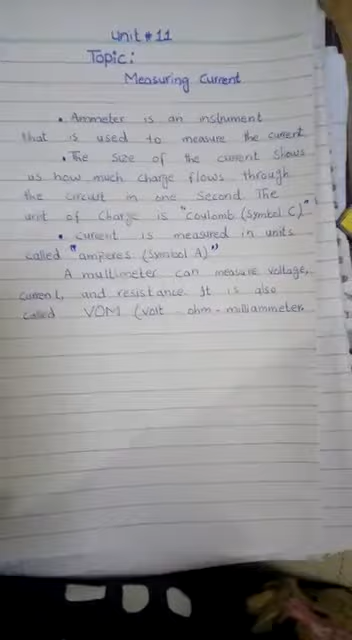 Unit # 11
Topic:
Measuring Current
• Ammeter is an instrument
that is used to measure the current
• The size of the current shows
us how much charge flows through
the circuit in one second The
unit of Charge is "Coulomb (Symbol C)"
• Current is measured in units
called "amperes (Symbol A)"
A multimeter can measure voltage,
current, and resistance. It is also
called VOM (volt - ohm - milliammeter.